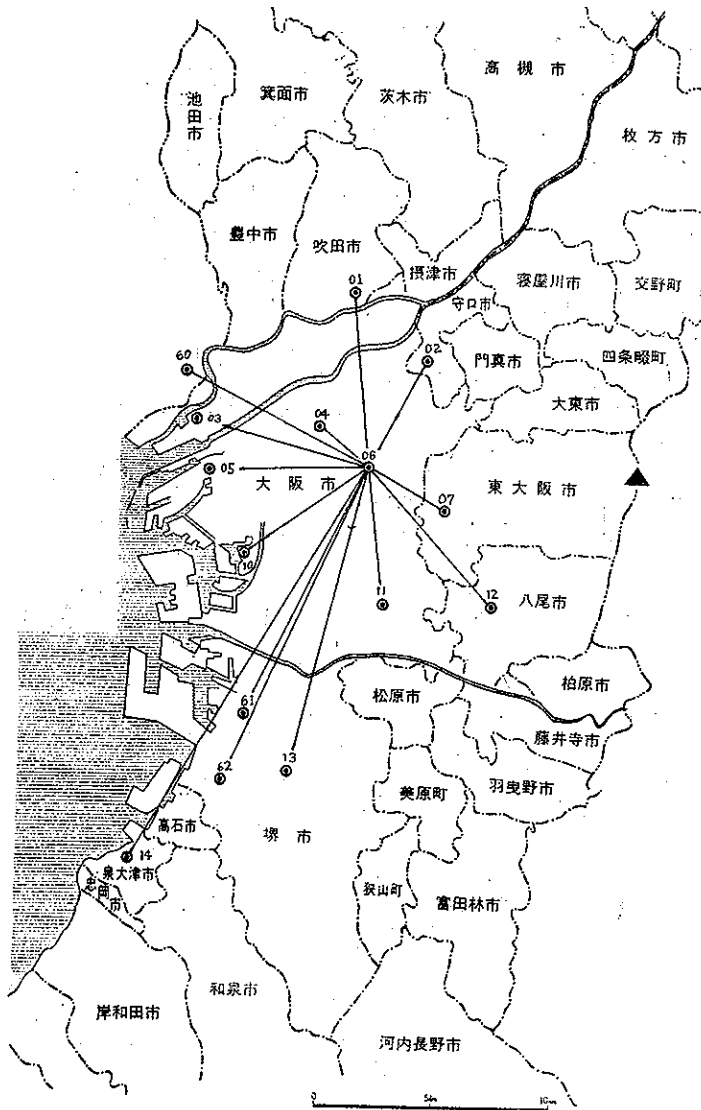 高槻市
箕面市
茨木市
池田市
枚方市
豊中市
吹田市
摂津市
寝屋川市
交野町
01
守口市
60
02
門真市
四条畷町
大東市
03
04
06
05
大阪市
東大阪市
07
10
11
12
八尾市
柏原市
松原市
61
藤井寺市
62
13
美原町
羽曳野市
高石市
堺市
14
泉大津市
忠岡市
狭山町
富田林市
和泉市
岸和田市
河内長野市
0
5km
10km